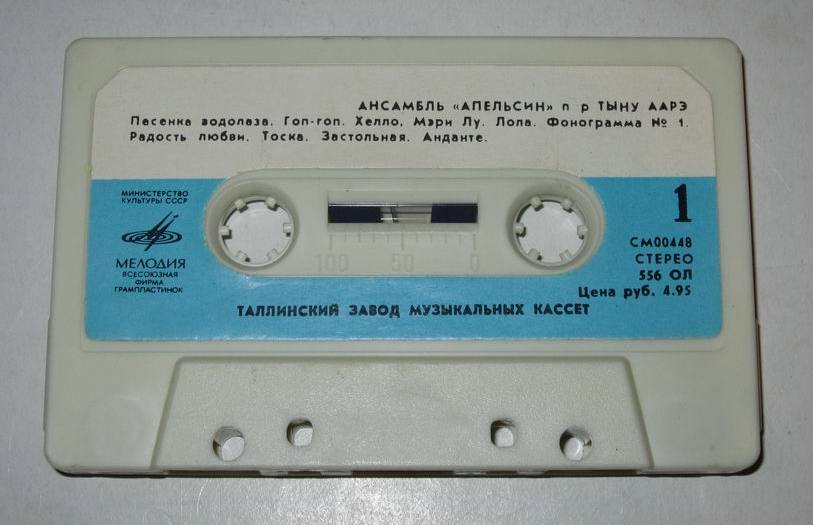 АНСАМБЛЬ «АПЕЛЬСИН» п р ТЫНУ ААРЭ
Песенка водолаза. Гоп-гоп. Хелло, Мэри Лу. Лола. Фонограмма № 1.
Радость любви. Тоска. Застольная. Анданте.
МИНИСТЕРСТВО
КУЛЬТУРЫ СССР
МЕЛОДИЯ
ВСЕСОЮЗНАЯ
ФИРМА
ГРАМПЛАСТИНОК
100 50 0
1
СМ00448
СТЕРЕО
556 ОЛ
Цена руб. 4.95
ТАЛЛИНСКИЙ ЗАВОД МУЗЫКАЛЬНЫХ КАССЕТ